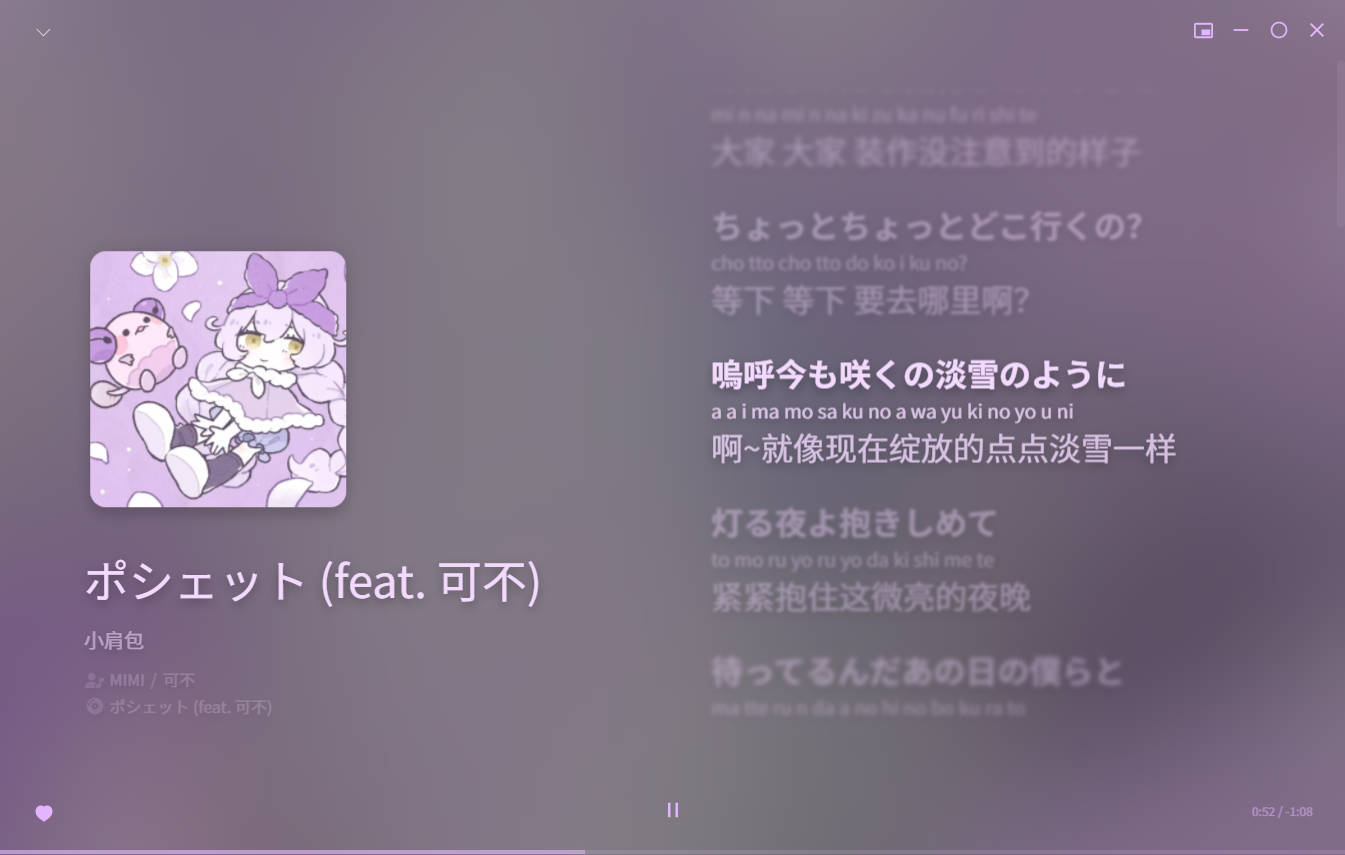 ポシェット (feat. 可不)
小肩包
MIMI / 可不
ポシェット (feat. 可不)
mi n na mi n na ki zu ka nu fu ri shi te
大家 大家 装作没注意到的样子
ちょっとちょっとどこ行くの?
cho tto cho tto do ko i ku no?
等下 等下 要去哪里啊?
嗚呼今も咲くの淡雪のように
a a i ma mo sa ku no a wa yu ki no yo u ni
啊~就像现在绽放的点点淡雪一样
灯る夜よ抱きしめて
to mo ru yo ru yo da ki shi me te
紧紧抱住这微亮的夜晚
待ってるんだあの日の僕らと
ma tte ru n da a no hi no bo ku ra to
0:52 / -1:08